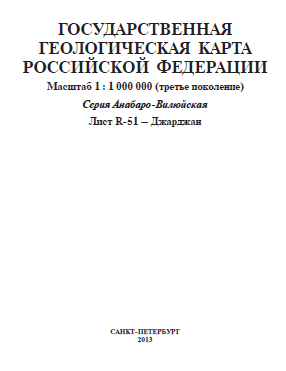 ГОСУДАРСТВЕННАЯ
ГЕОЛОГИЧЕСКАЯ КАРТА
РОССИЙСКОЙ ФЕДЕРАЦИИ
Масштаб 1 : 1 000 000 (третье поколение)
Серия Анабаро-Вилюйская
Лист R-51 – Джарджан
САНКТ-ПЕТЕРБУРГ
2013